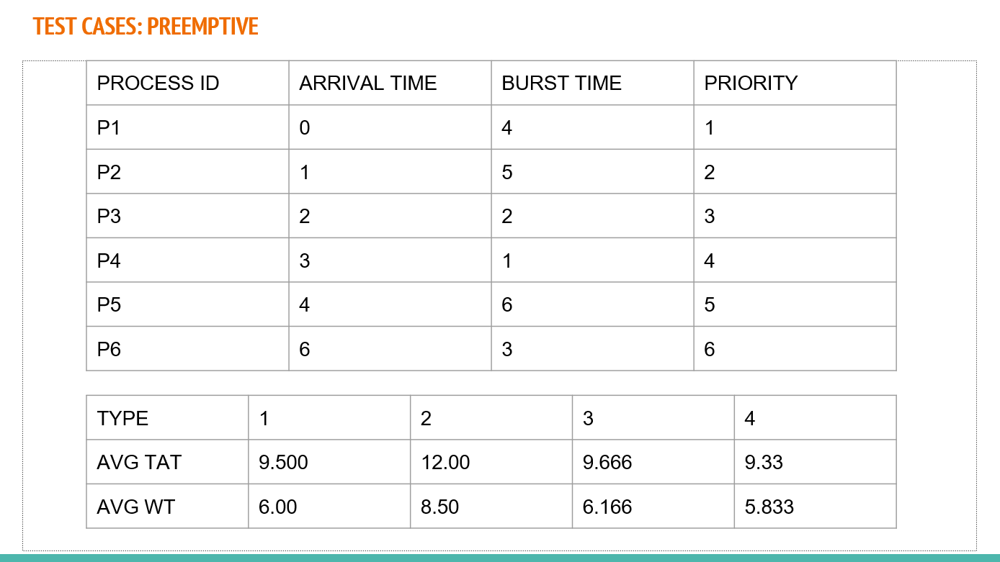 TEST CASES: PREEMPTIVE
PROCESS ID ARRIVAL TIME BURST TIME PRIORITY
P1 0 4 1
P2 1 5 2
P3 2 2 3
P4 3 1 4
P5 4 6 5
P6 6 3 6
TYPE 1 2 3 4
AVG TAT 9.500 12.00 9.666 9.33
AVG WT 6.00 8.50 6.166 5.833